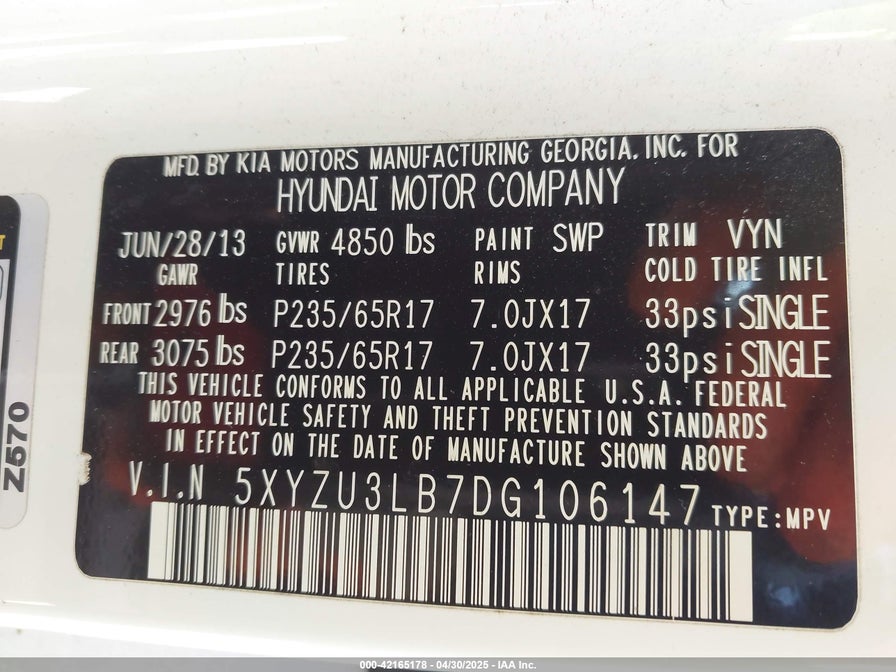 MFD. BY KIA MOTORS MANUFACTURING GEORGIA. INC. FOR
HYUNDAI MOTOR COMPANY
JUN/28/13 GVWR 4850 lbs PAINT SWP TRIM VYN
GAWR TIRES RIMS COLD TIRE INFL
FRONT 2976 lbs P235/65R17 7.0JX17 33psi SINGLE
REAR 3075 lbs P235/65R17 7.0JX17 33psi SINGLE
THIS VEHICLE CONFORMS TO ALL APPLICABLE U.S.A. FEDERAL
MOTOR VEHICLE SAFETY AND THEFT PREVENTION STANDARDS
IN EFFECT ON THE DATE OF MANUFACTURE SHOWN ABOVE
V.I.N 5XYZU3LB7DG106147 TYPE:MPV
Z570
000-42165178 - 04/30/2025 - IAA Inc.